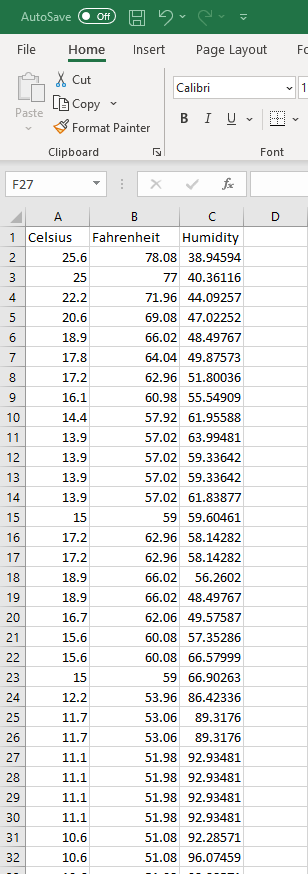 AutoSave Off
File Home Insert Page Layout Fo
Cut
Copy
Paste
Format Painter
Clipboard
Calibri 1
B I U
Font
F27 fx
A B C D
1 Celsius Fahrenheit Humidity
2 25.6 78.08 38.94594
3 25 77 40.36116
4 22.2 71.96 44.09257
5 20.6 69.08 47.02252
6 18.9 66.02 48.49767
7 17.8 64.04 49.87573
8 17.2 62.96 51.80036
9 16.1 60.98 55.54909
10 14.4 57.92 61.95588
11 13.9 57.02 63.99481
12 13.9 57.02 59.33642
13 13.9 57.02 59.33642
14 13.9 57.02 61.83877
15 15 59 59.60461
16 17.2 62.96 58.14282
17 17.2 62.96 58.14282
18 18.9 66.02 56.2602
19 18.9 66.02 48.49767
20 16.7 62.06 49.57587
21 15.6 60.08 57.35286
22 15.6 60.08 66.57999
23 15 59 66.90263
24 12.2 53.96 86.42336
25 11.7 53.06 89.3176
26 11.7 53.06 89.3176
27 11.1 51.98 92.93481
28 11.1 51.98 92.93481
29 11.1 51.98 92.93481
30 11.1 51.98 92.93481
31 10.6 51.08 92.28571
32 10.6 51.08 96.07459